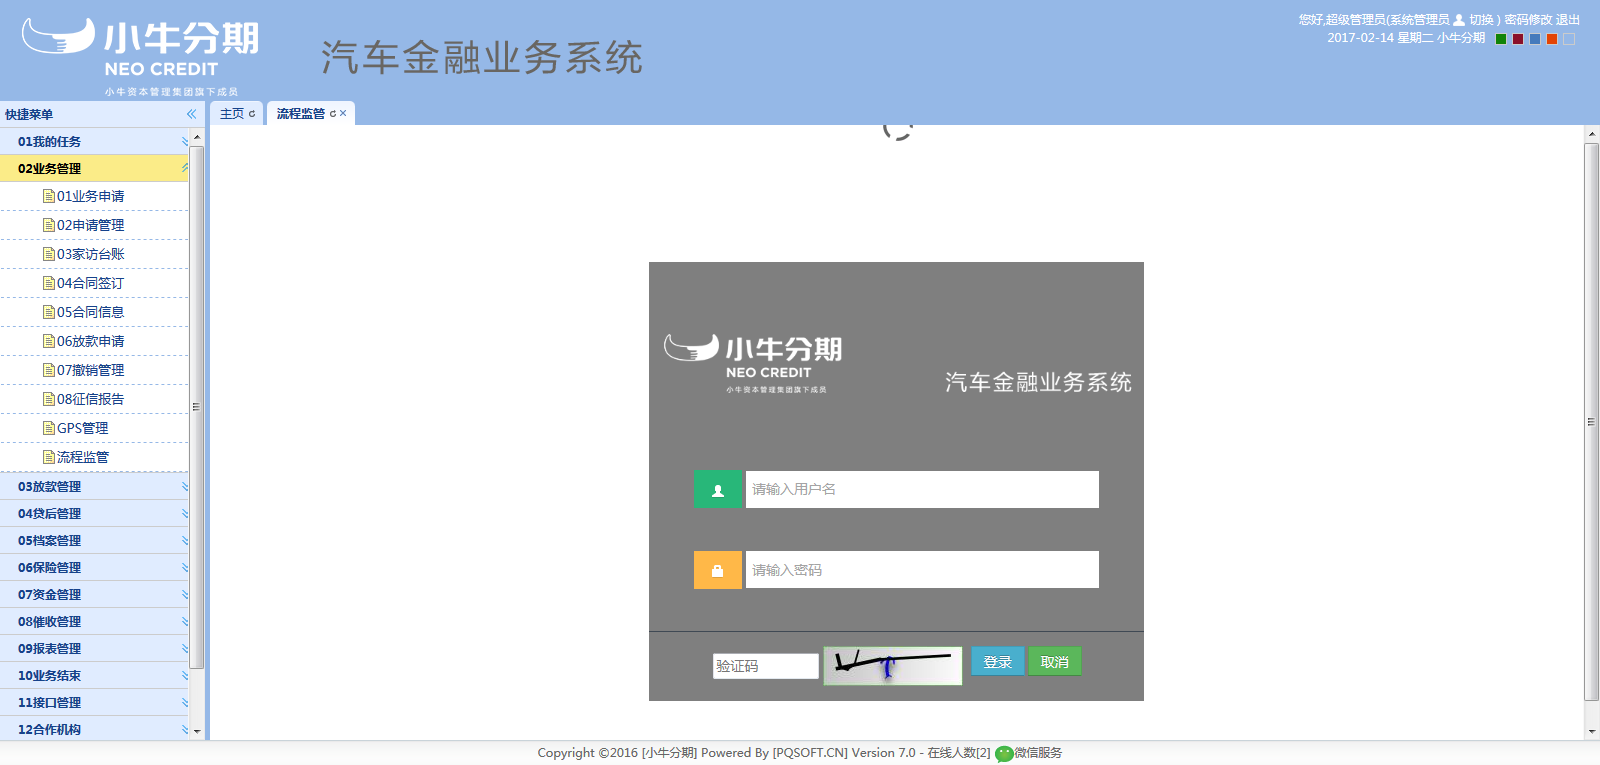 小牛分期
NEO CREDIT
小牛资本管理集团旗下成员
汽车金融业务系统
您好,超级管理员(系统管理员 切换 ) 密码修改 退出
2017-02-14 星期二 小牛分期
快捷菜单
主页
流程监管
01我的任务
02业务管理
01业务申请
02申请管理
03家访台账
04合同签订
05合同信息
06放款申请
07撤销管理
08征信报告
GPS管理
流程监管
03放款管理
04贷后管理
05档案管理
06保险管理
07资金管理
08催收管理
09报表管理
10业务结束
11接口管理
12合作机构
小牛分期
NEO CREDIT
小牛资本管理集团旗下成员
汽车金融业务系统
请输入用户名
请输入密码
验证码
登录
取消
Copyright ©2016 [小牛分期] Powered By [PQSOFT.CN] Version 7.0 - 在线人数[2] 微信服务